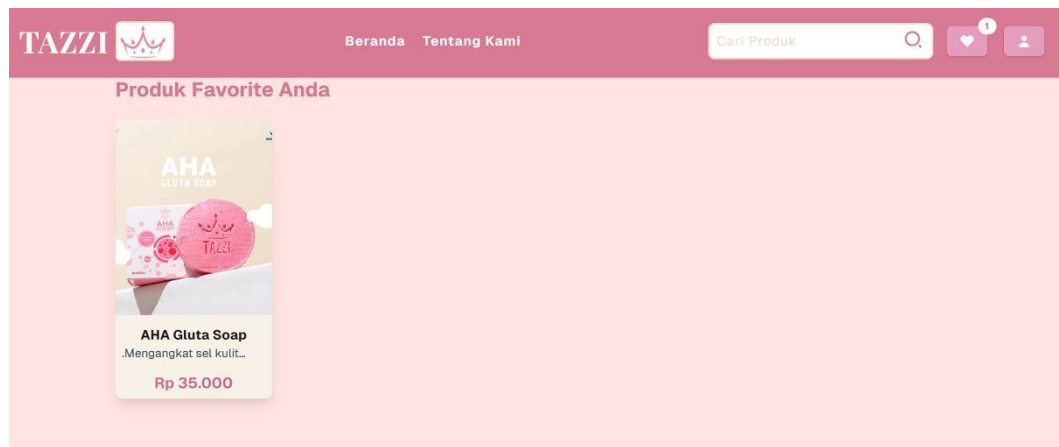 TAZZI
Beranda Tentang Kami
Cari Produk
1
Produk Favorite Anda
AHA
GLUTA SOAP
AHA
TAZZI
AHA Gluta Soap
.Mengangkat sel kulit...
Rp 35.000